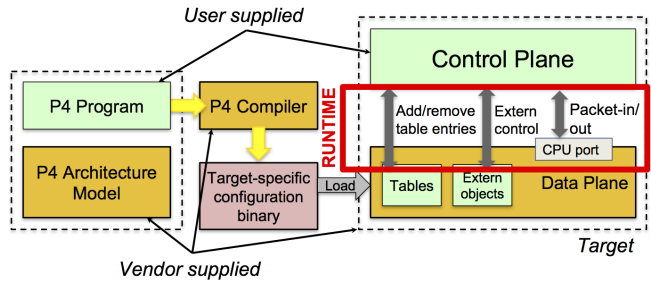 User supplied
Control Plane
P4 Program
P4 Compiler
RUNTIME
Add/remove
table entries
Extern
control
Packet-in/
out
CPU port
P4 Architecture
Model
Target-specific
configuration
binary
Load
Tables
Extern
objects
Data Plane
Vendor supplied
Target